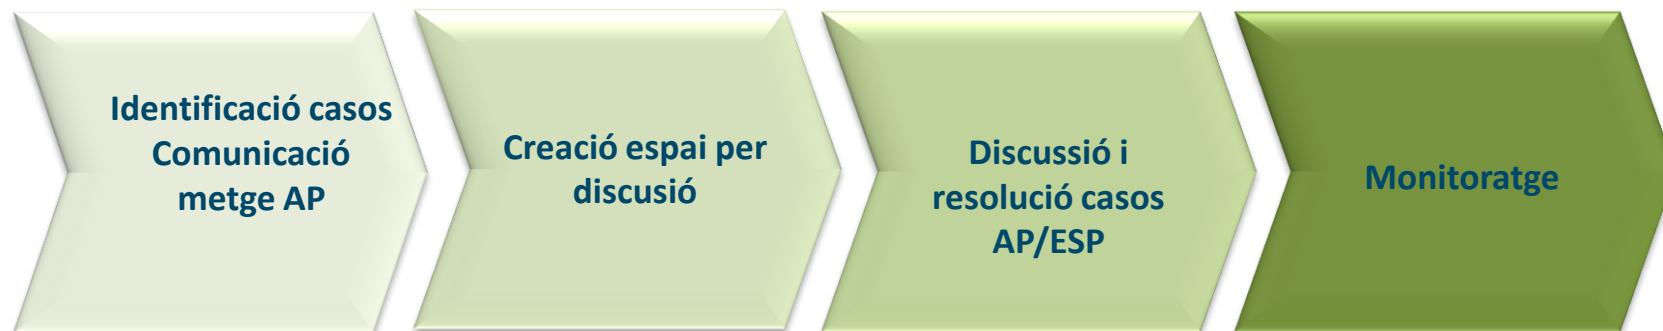 Identificació casos
Comunicació
metge AP
Creació espai per
discusió
Discussió i
resolució casos
AP/ESP
Monitoratge